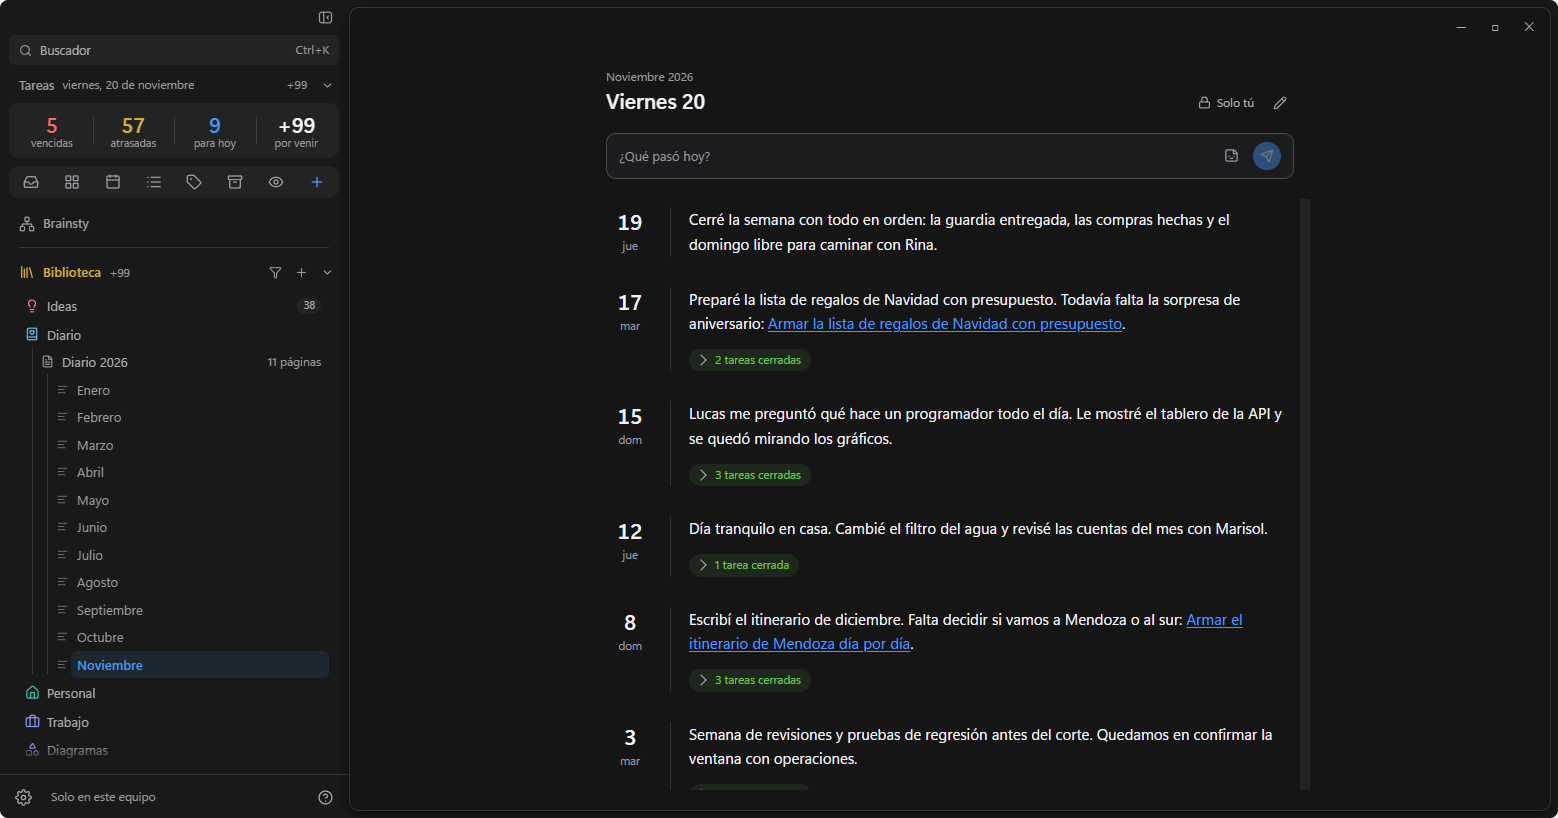 Buscador Ctrl+K
Tareas viernes, 20 de noviembre +99
5 57 9 +99
vencidas atrasadas para hoy por venir
Brainsty
Biblioteca +99
Ideas 38
Diario
Diario 2026 11 páginas
Enero
Febrero
Marzo
Abril
Mayo
Junio
Julio
Agosto
Septiembre
Octubre
Noviembre
Personal
Trabajo
Diagramas
Solo en este equipo
Noviembre 2026
Viernes 20
Solo tú
¿Qué pasó hoy?
19
jue
Cerré la semana con todo en orden: la guardia entregada, las compras hechas y el
domingo libre para caminar con Rina.
17
mar
Preparé la lista de regalos de Navidad con presupuesto. Todavía falta la sorpresa de
aniversario: Armar la lista de regalos de Navidad con presupuesto.
2 tareas cerradas
15
dom
Lucas me preguntó qué hace un programador todo el día. Le mostré el tablero de la API y
se quedó mirando los gráficos.
3 tareas cerradas
12
jue
Día tranquilo en casa. Cambié el filtro del agua y revisé las cuentas del mes con Marisol.
1 tarea cerrada
8
dom
Escribí el itinerario de diciembre. Falta decidir si vamos a Mendoza o al sur: Armar el
itinerario de Mendoza día por día.
3 tareas cerradas
3
mar
Semana de revisiones y pruebas de regresión antes del corte. Quedamos en confirmar la
ventana con operaciones.